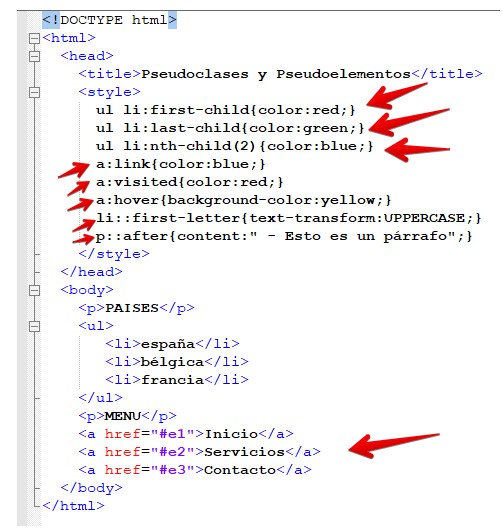 <!DOCTYPE html>
<html>
<head>
<title>Pseudoclases y Pseudoelementos</title>
<style>
ul li:first-child{color:red;}
ul li:last-child{color:green;}
ul li:nth-child(2){color:blue;}
a:link{color:blue;}
a:visited{color:red;}
a:hover{background-color:yellow;}
li::first-letter{text-transform:UPPERCASE;}
p::after{content:" - Esto es un párrafo";}
</style>
</head>
<body>
<p>PAISES</p>
<ul>
<li>españa</li>
<li>bélgica</li>
<li>francia</li>
</ul>
<p>MENU</p>
<a href="#e1">Inicio</a>
<a href="#e2">Servicios</a>
<a href="#e3">Contacto</a>
</body>
</html>